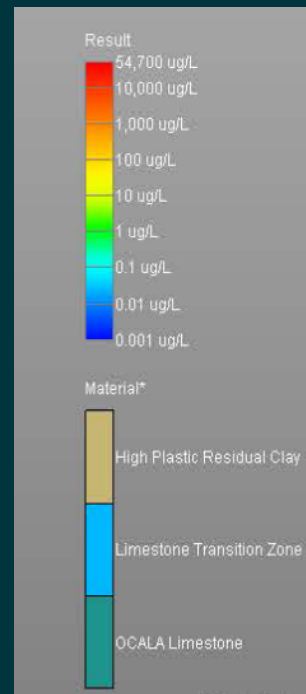 Result
54,700 ug/L
10,000 ug/L
1,000 ug/L
100 ug/L
10 ug/L
1 ug/L
0.1 ug/L
0.01 ug/L
0.001 ug/L
Material*
High Plastic Residual Clay
Limestone Transition Zone
OCALA Limestone